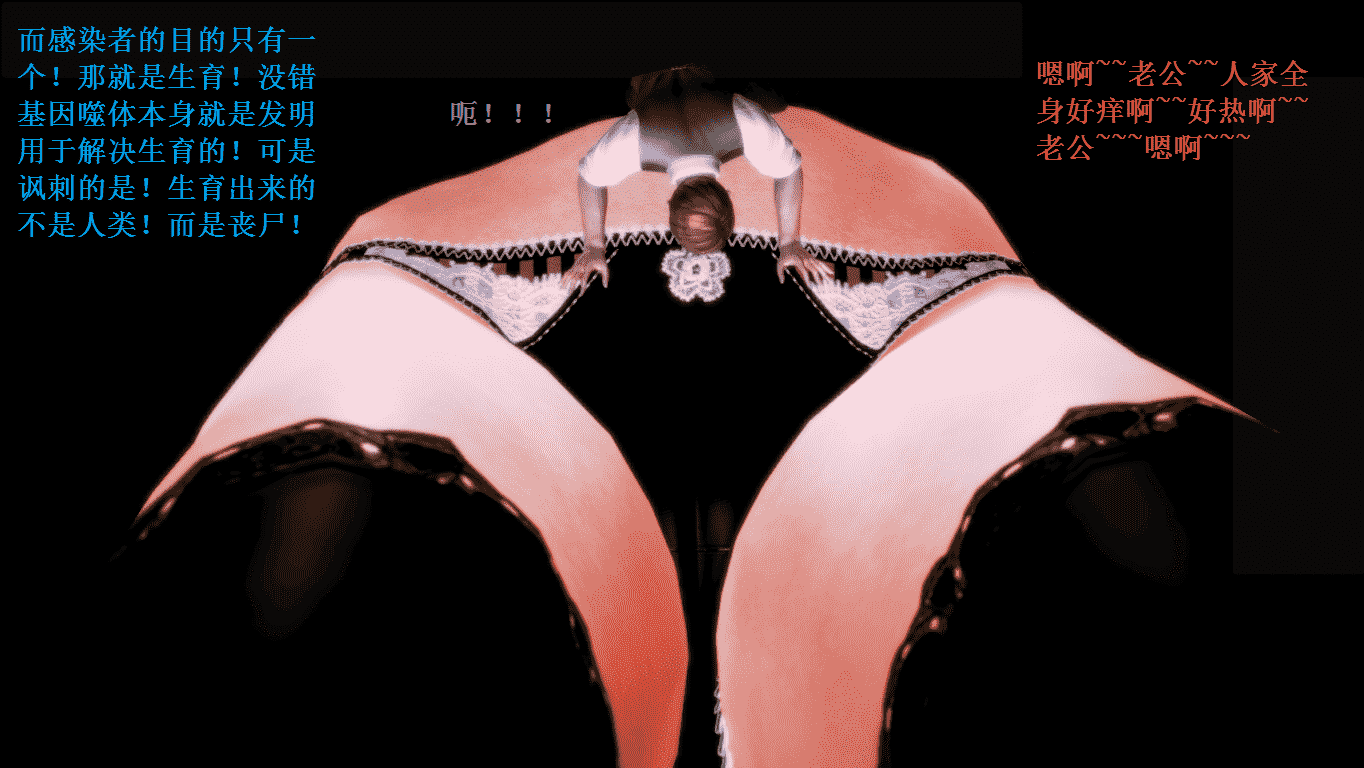 而感染者的目的只有一
个！那就是生育！没错
基因噬体本身就是发明
用于解决生育的！可是
讽刺的是！生育出来的
不是人类！而是丧尸！
呃！！！
嗯啊~~老公~~人家全
身好痒啊~~好热啊~~
老公~~~嗯啊~~~